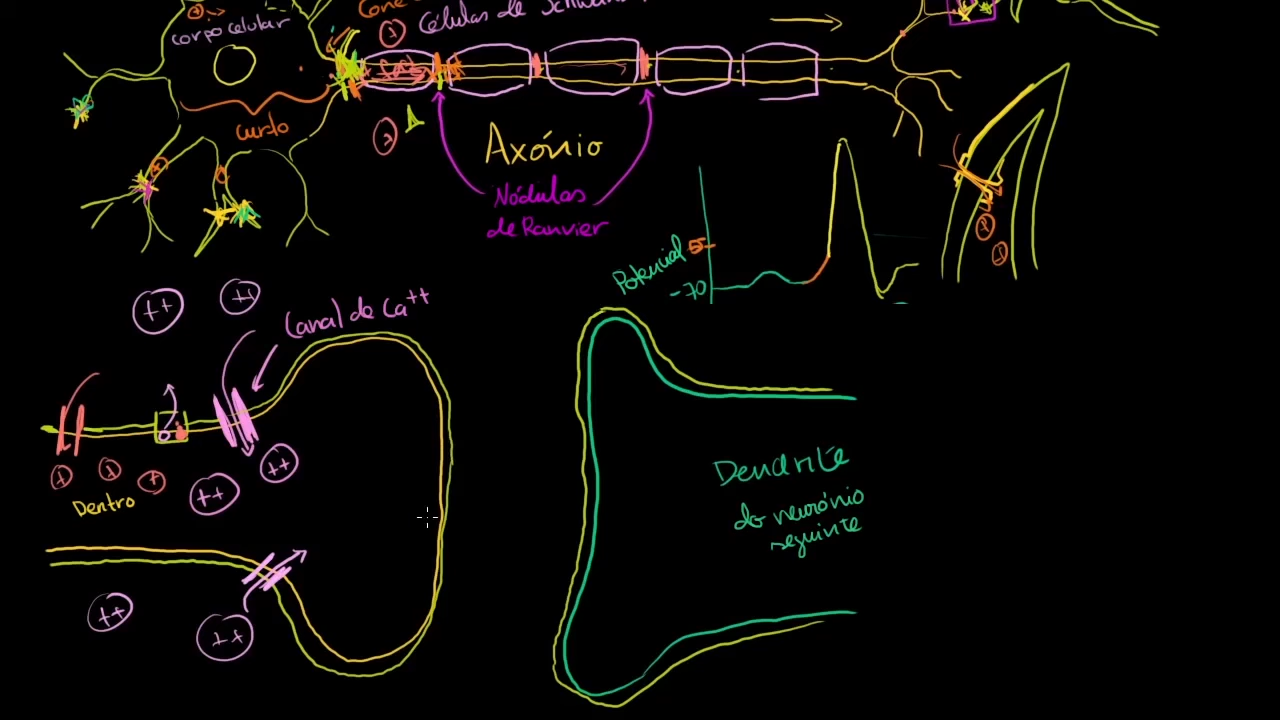 corpo celular
Cone
Células de Schwann
curto
Axónio
Nódulos
de Ranvier
Potencial
-70
Canal de Ca++
++
++
++
++
++
++
Dentro
Dendrite
do neurónio
seguinte